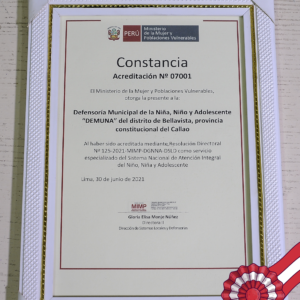 PERÚ
Ministerio
de la Mujer y
Poblaciones Vulnerables
Constancia
Acreditación Nº 07001
El Ministerio de la Mujer y Poblaciones Vulnerables,
otorga la presente a la:
Defensoría Municipal de la Niña, Niño y Adolescente
"DEMUNA" del distrito de Bellavista, provincia
constitucional del Callao
Al haber sido acreditada mediante Resolución Directoral
Nº 125-2021-MIMP-DGNNA-DSLD como servicio
especializado del Sistema Nacional de Atención Integral
del Niño, Niña y Adolescente
Lima, 30 de junio de 2021
MIMP
Directora II